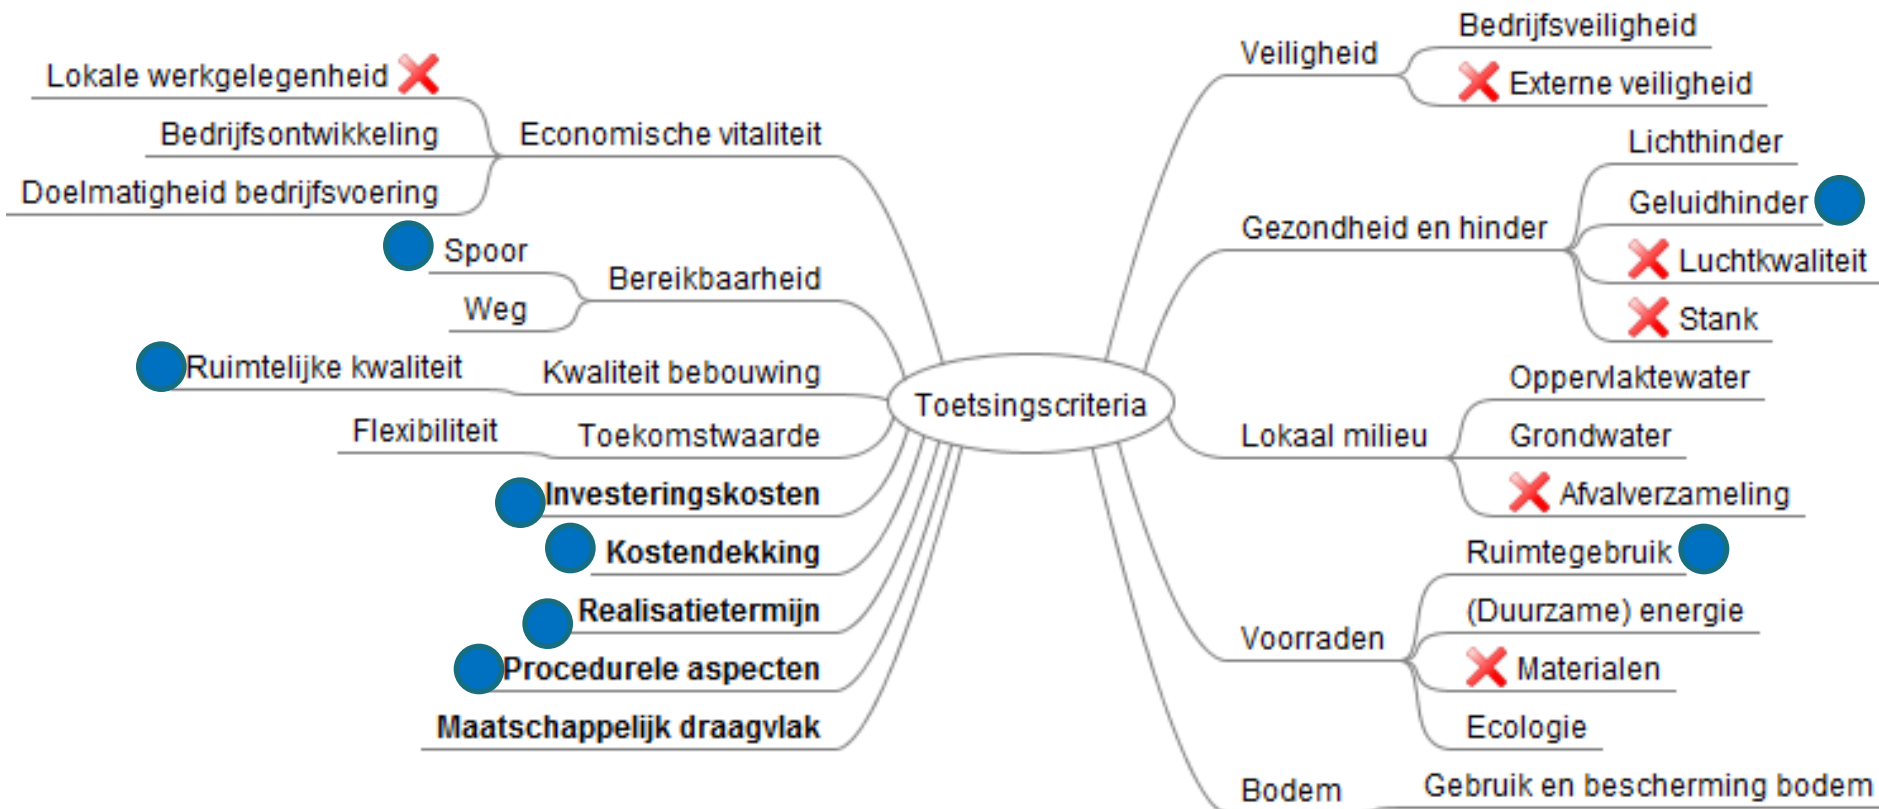 Toetsingscriteria
Economische vitaliteit
Lokale werkgelegenheid
Bedrijfsontwikkeling
Doelmatigheid bedrijfsvoering
Bereikbaarheid
Spoor
Weg
Kwaliteit bebouwing
Ruimtelijke kwaliteit
Toekomstwaarde
Flexibiliteit
Investeringskosten
Kostendekking
Realisatietermijn
Procedurele aspecten
Maatschappelijk draagvlak
Veiligheid
Bedrijfsveiligheid
Externe veiligheid
Gezondheid en hinder
Lichthinder
Geluidhinder
Luchtkwaliteit
Stank
Lokaal milieu
Oppervlaktewater
Grondwater
Afvalverzameling
Voorraden
Ruimtegebruik
(Duurzame) energie
Materialen
Ecologie
Bodem
Gebruik en bescherming bodem